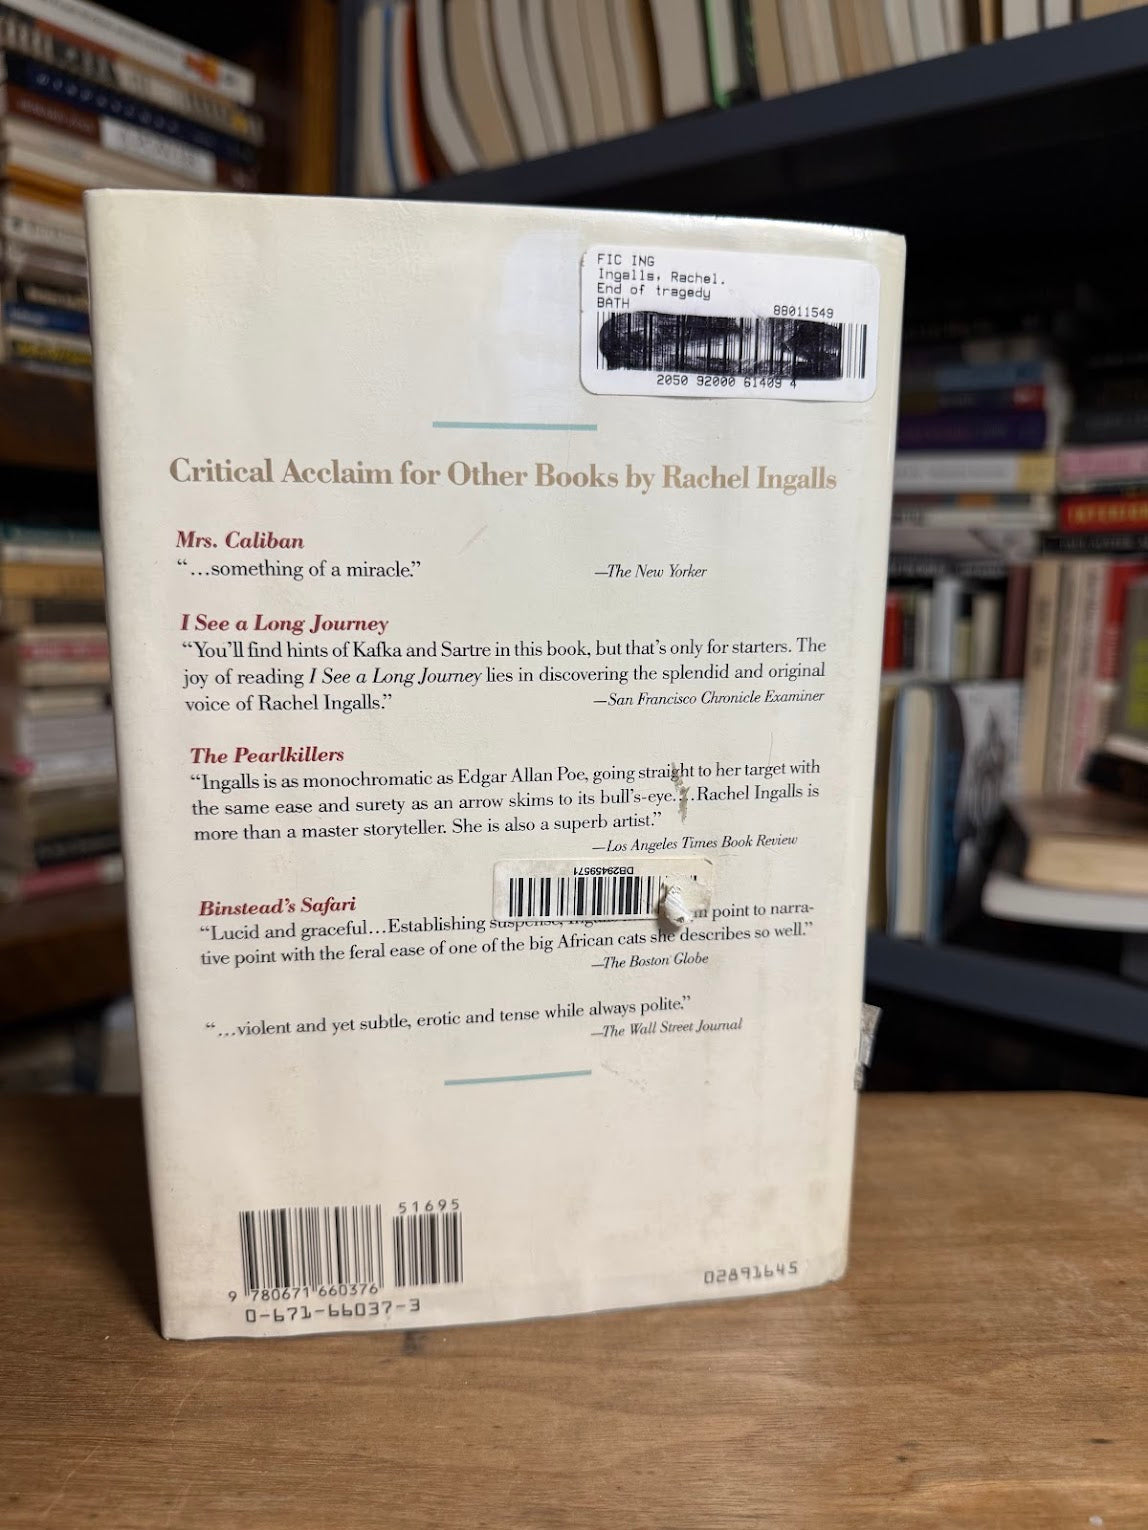 FIC ING
Ingalls, Rachel.
End of tragedy
BATH
88011549
2050 92000 61409 4
Critical Acclaim for Other Books by Rachel Ingalls
Mrs. Caliban
“…something of a miracle.” —The New Yorker
I See a Long Journey
“You’ll find hints of Kafka and Sartre in this book, but that’s only for starters. The
joy of reading I See a Long Journey lies in discovering the splendid and original
voice of Rachel Ingalls.” —San Francisco Chronicle Examiner
The Pearlkillers
“Ingalls is as monochromatic as Edgar Allan Poe, going straight to her target with
the same ease and surety as an arrow skims to its bull’s-eye.…Rachel Ingalls is
more than a master storyteller. She is also a superb artist.”
—Los Angeles Times Book Review
DB29459571
Binstead’s Safari
“Lucid and graceful…Establishing suspense, point to narra-
tive point with the feral ease of one of the big African cats she describes so well.”
—The Boston Globe
“…violent and yet subtle, erotic and tense while always polite.”
—The Wall Street Journal
51695
9 780671 660376
0-671-66037-3
02891645